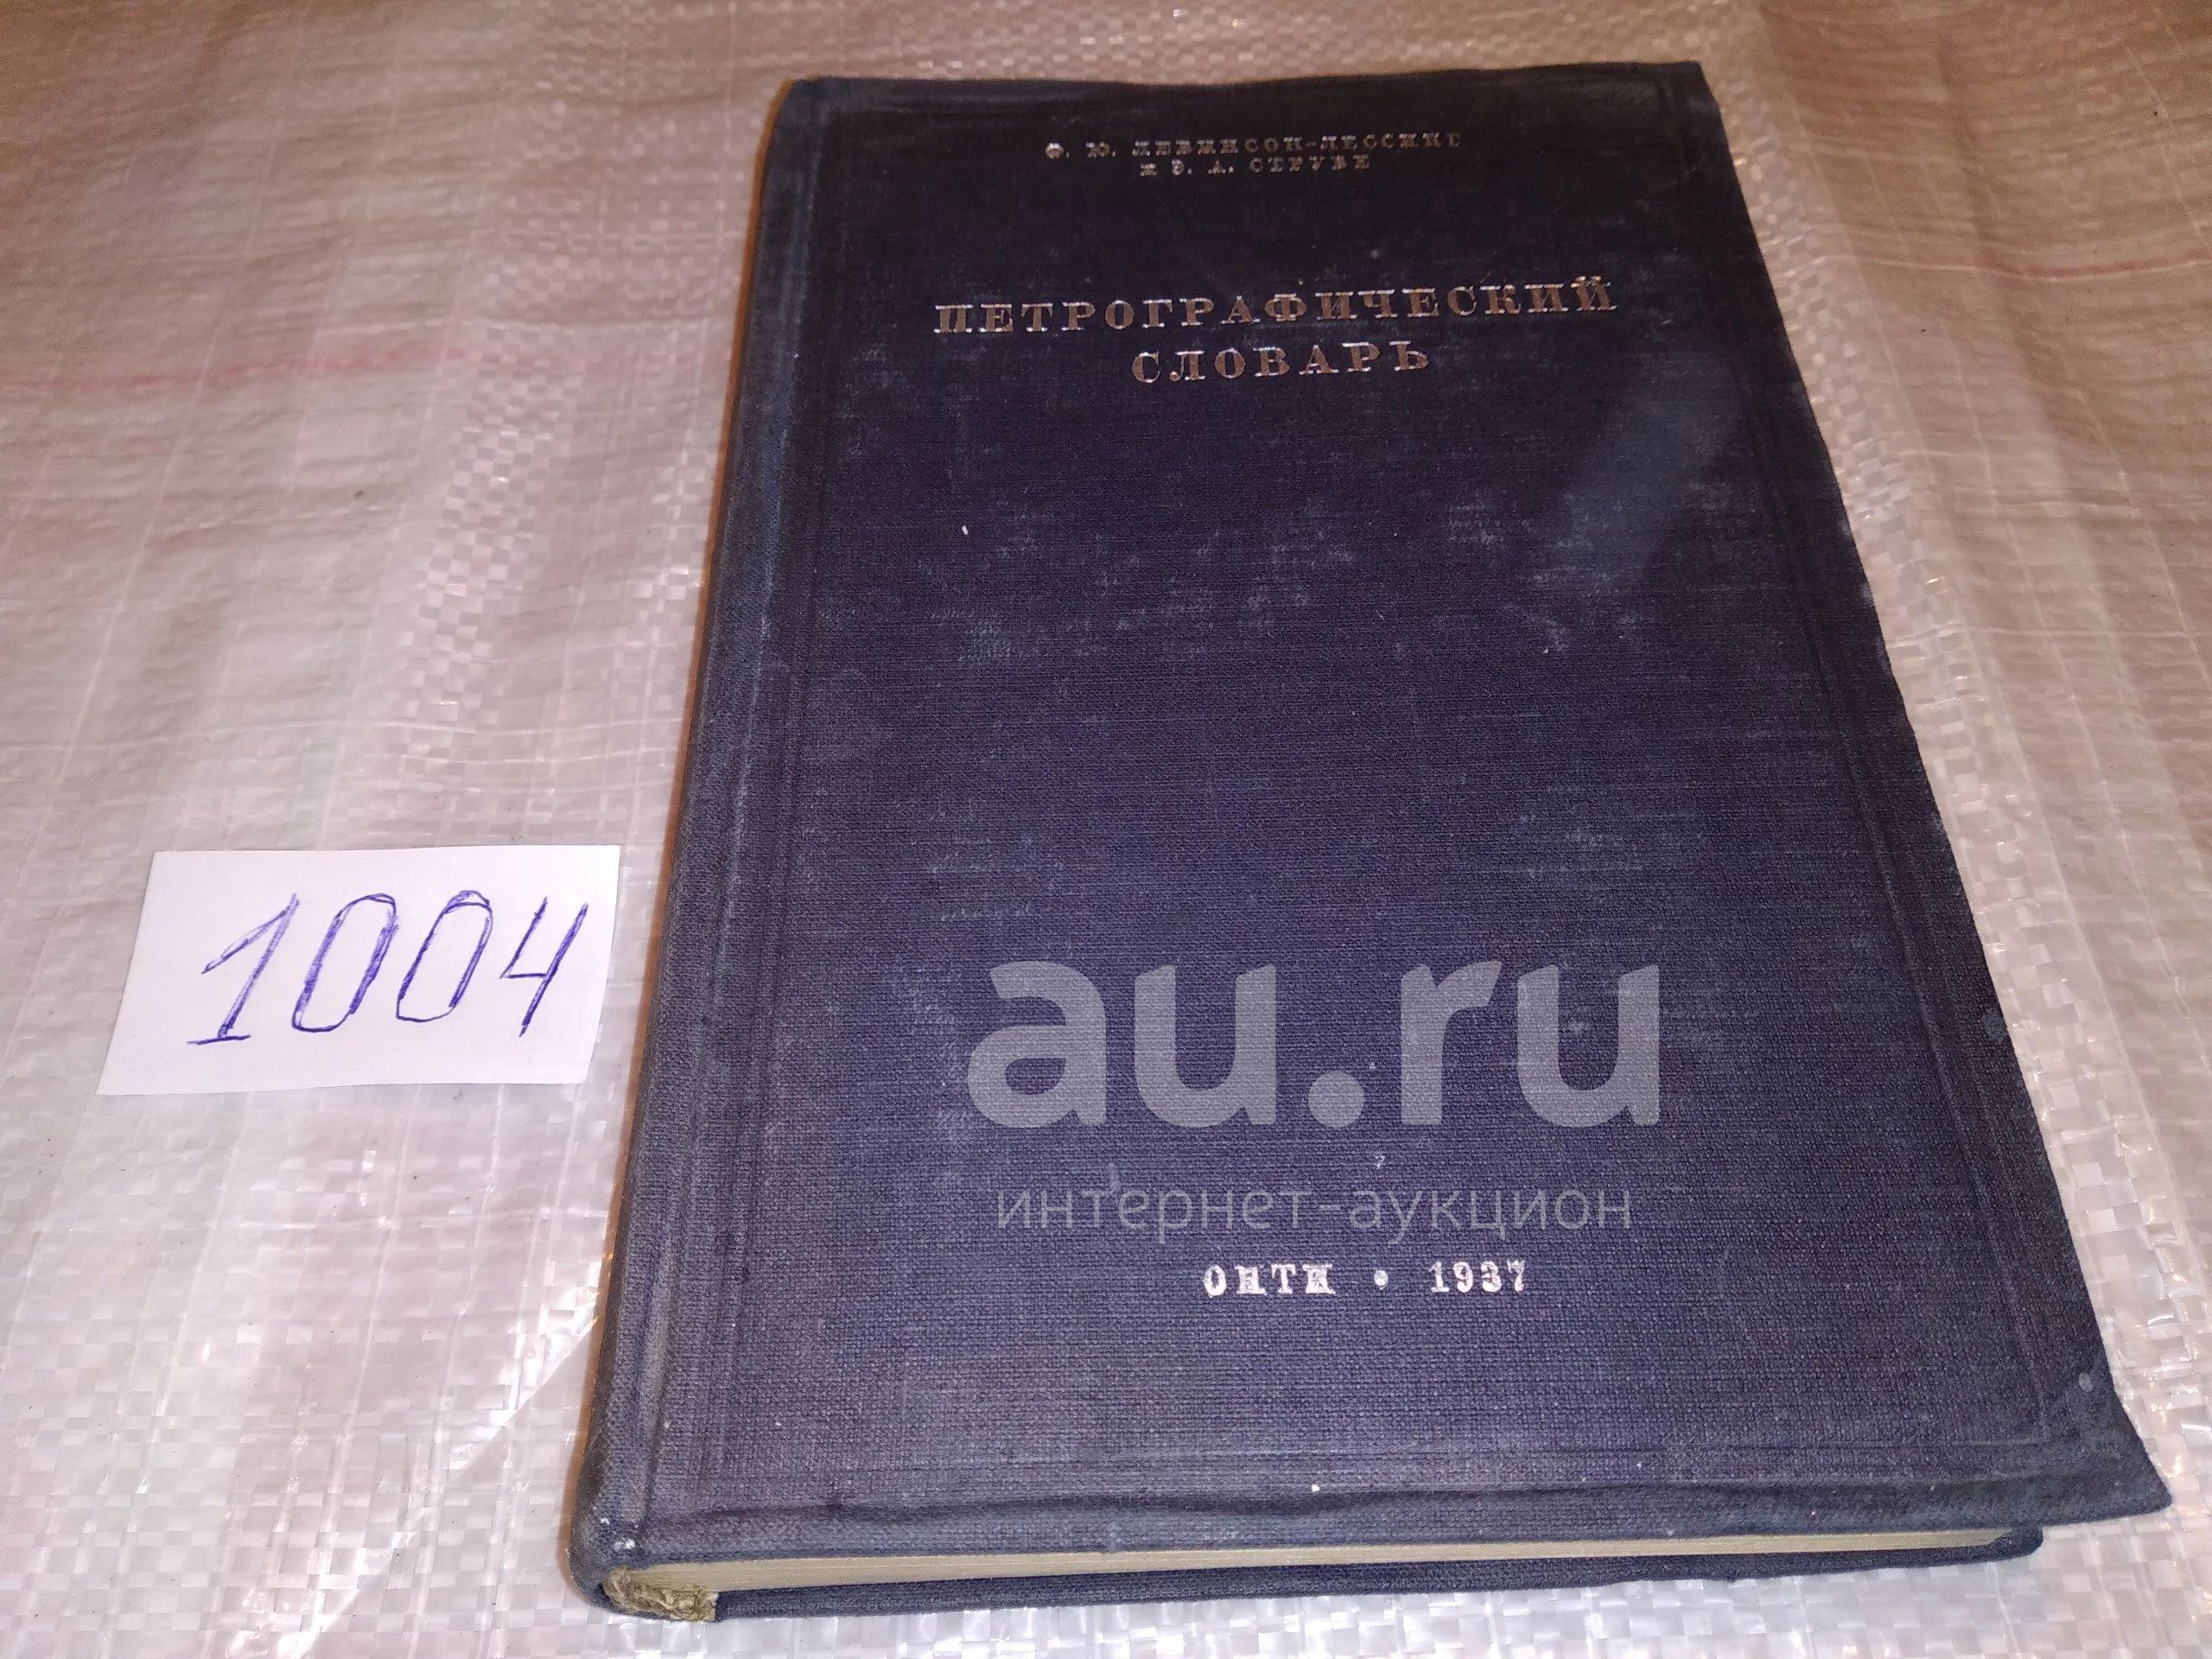 Ф. Ю. ЛЕВИНСОН-ЛЕССИНГ
И Э. А. СТРУВЕ
ПЕТРОГРАФИЧЕСКИЙ
СЛОВАРЬ
1004
au.ru
интернет-аукцион
ОНТИ • 1937